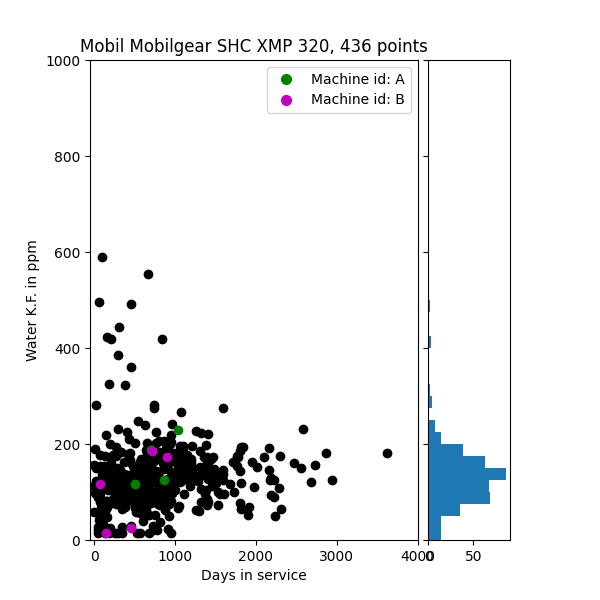 Mobil Mobilgear SHC XMP 320, 436 points
Machine id: A
Machine id: B
1000
800
600
400
200
0
Water K.F. in ppm
0 1000 2000 3000 4000 0 50
Days in service